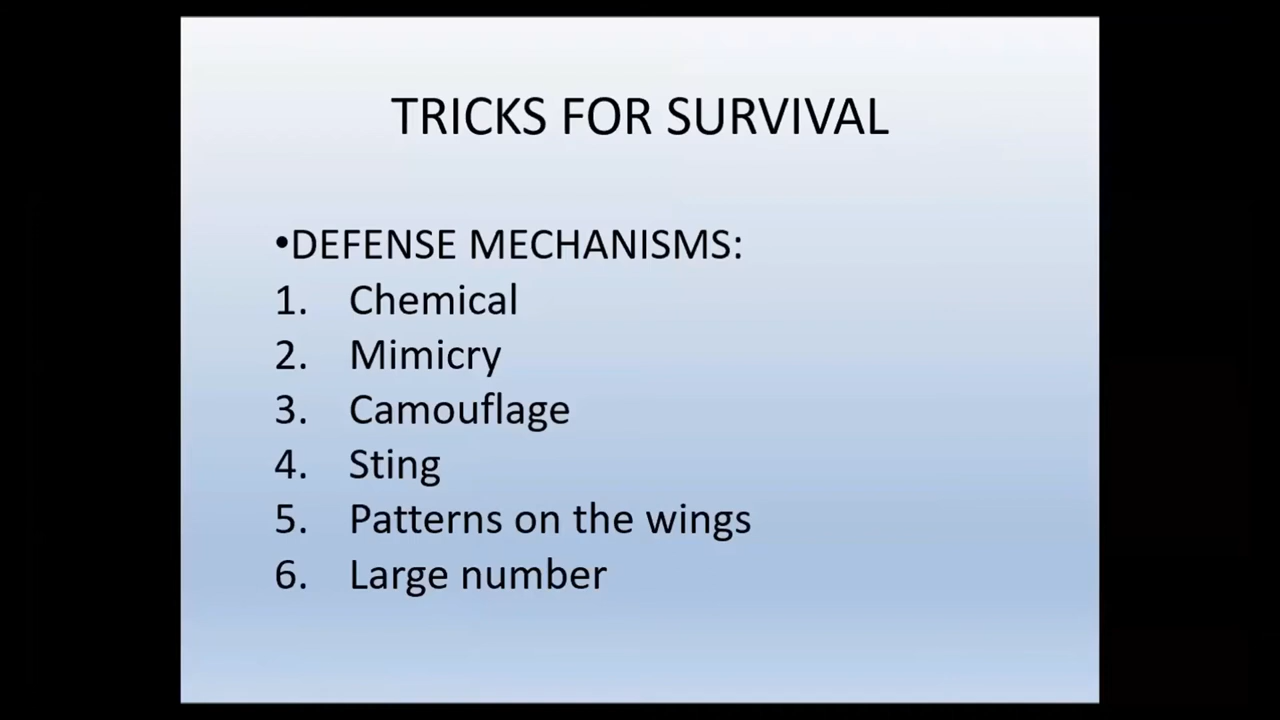 TRICKS FOR SURVIVAL
•DEFENSE MECHANISMS:
1. Chemical
2. Mimicry
3. Camouflage
4. Sting
5. Patterns on the wings
6. Large number